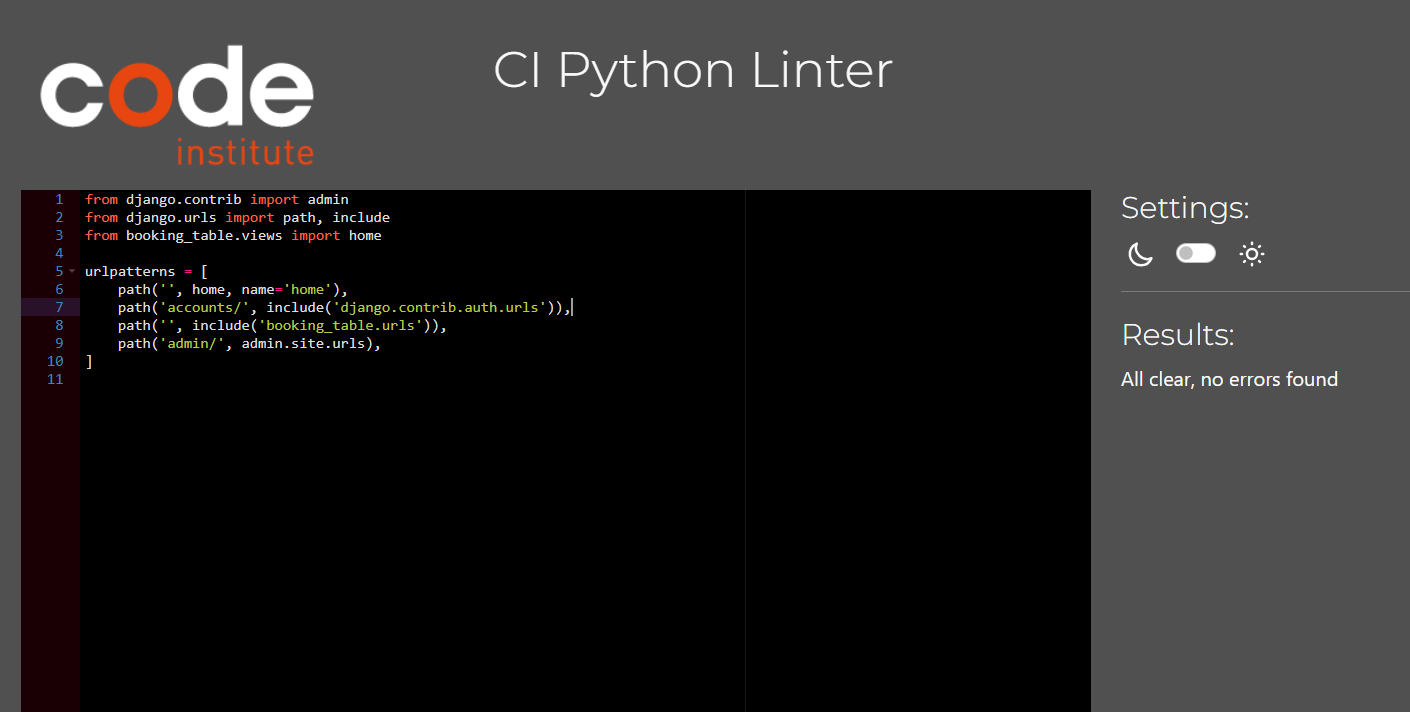 code
institute
CI Python Linter
1 from django.contrib import admin
2 from django.urls import path, include
3 from booking_table.views import home
4
5 urlpatterns = [
6     path('', home, name='home'),
7     path('accounts/', include('django.contrib.auth.urls')),
8     path('', include('booking_table.urls')),
9     path('admin/', admin.site.urls),
10 ]
11
Settings:
Results:
All clear, no errors found